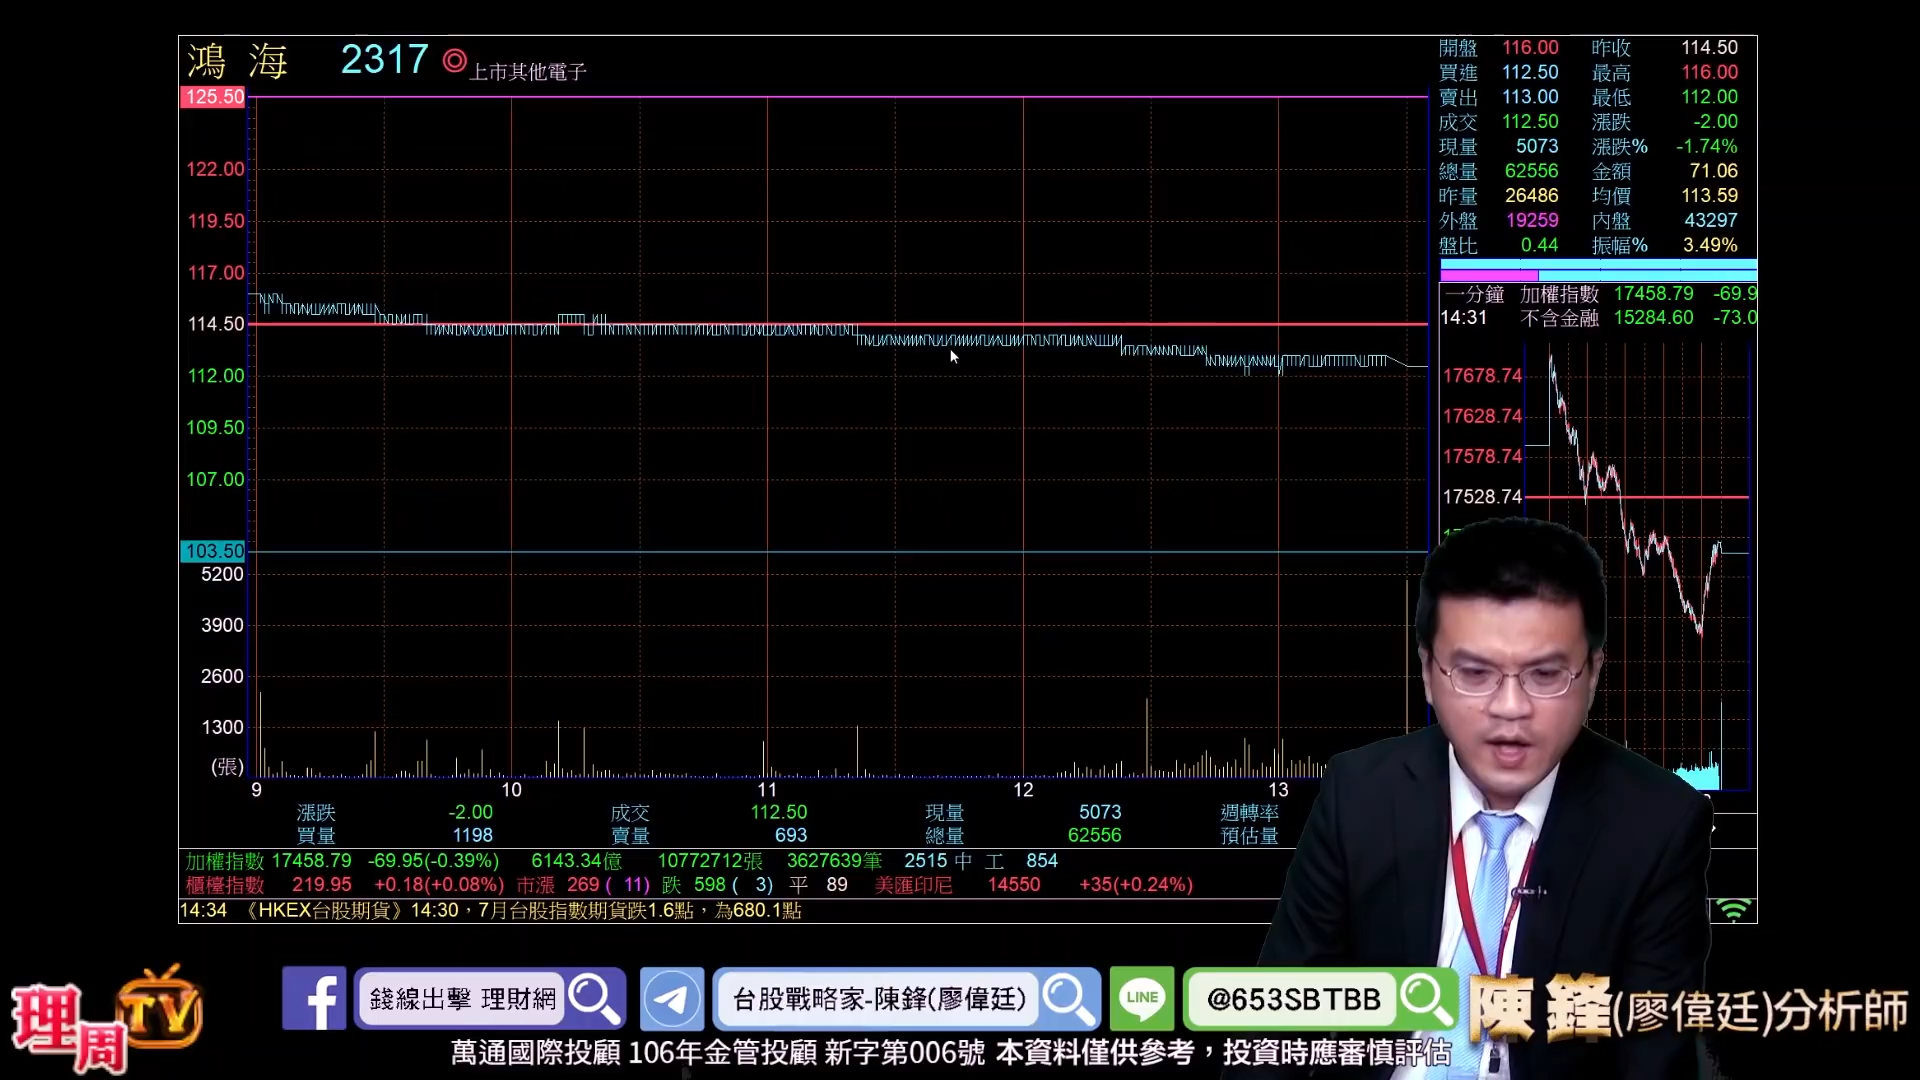 鴻 海 2317 ◎上市其他電子
125.50
122.00
119.50
117.00
114.50
112.00
109.50
107.00
103.50
5200
3900
2600
1300
(張)
9 10 11 12 13
開盤 116.00 昨收 114.50
買進 112.50 最高 116.00
賣出 113.00 最低 112.00
成交 112.50 漲跌 -2.00
現量 5073 漲跌% -1.74%
總量 62556 金額 71.06
昨量 26486 均價 113.59
外盤 19259 內盤 43297
盤比 0.44 振幅% 3.49%
一分鐘 加權指數 17458.79 -69.9
14:31 不含金融 15284.60 -73.0
17678.74
17628.74
17578.74
17528.74
漲跌 -2.00 成交 112.50 現量 5073 週轉率
買量 1198 賣量 693 總量 62556 預估量
加權指數 17458.79 -69.95(-0.39%) 6143.34億 10772712張 3627639筆 2515 中 工 854
櫃檯指數 219.95 +0.18(+0.08%) 市漲 269 ( 11) 跌 598 ( 3) 平 89 美匯印尼 14550 +35(+0.24%)
14:34 《HKEX台股期貨》14:30，7月台股指數期貨跌1.6點，為680.1點
理周TV
f 錢線出擊 理財網
台股戰略家-陳鋒(廖偉廷)
LINE @653SBTBB
陳鋒(廖偉廷)分析師
萬通國際投顧 106年金管投顧 新字第006號 本資料僅供參考，投資時應審慎評估